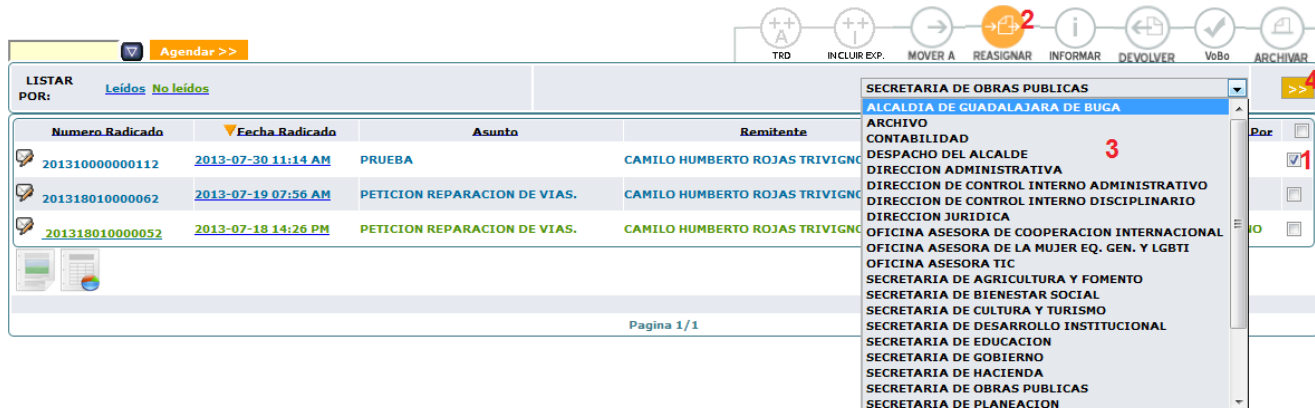 2
TRD INCLUIR EXP. MOVER A REASIGNAR INFORMAR DEVOLVER VoBo ARCHIVAR
Agendar >>
LISTAR POR: Leídos No leídos
SECRETARIA DE OBRAS PUBLICAS
>> 4
Numero Radicado Fecha Radicado Asunto Remitente Por
201310000000112 2013-07-30 11:14 AM PRUEBA CAMILO HUMBERTO ROJAS TRIVIGNO 1
201318010000062 2013-07-19 07:56 AM PETICION REPARACION DE VIAS. CAMILO HUMBERTO ROJAS TRIVIGNO
201318010000052 2013-07-18 14:26 PM PETICION REPARACION DE VIAS. CAMILO HUMBERTO ROJAS TRIVIGNO NO
ALCALDIA DE GUADALAJARA DE BUGA
ARCHIVO
CONTABILIDAD
DESPACHO DEL ALCALDE
3
DIRECCION ADMINISTRATIVA
DIRECCION DE CONTROL INTERNO ADMINISTRATIVO
DIRECCION DE CONTROL INTERNO DISCIPLINARIO
DIRECCION JURIDICA
OFICINA ASESORA DE COOPERACION INTERNACIONAL
OFICINA ASESORA DE LA MUJER EQ. GEN. Y LGBTI
OFICINA ASESORA TIC
SECRETARIA DE AGRICULTURA Y FOMENTO
SECRETARIA DE BIENESTAR SOCIAL
SECRETARIA DE CULTURA Y TURISMO
SECRETARIA DE DESARROLLO INSTITUCIONAL
SECRETARIA DE EDUCACION
SECRETARIA DE GOBIERNO
SECRETARIA DE HACIENDA
SECRETARIA DE OBRAS PUBLICAS
SECRETARIA DE PLANEACION
Pagina 1/1